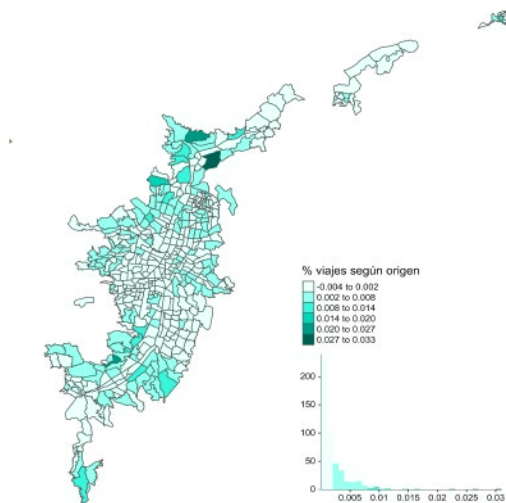 % viajes según origen
-0.004 to 0.002
0.002 to 0.008
0.008 to 0.014
0.014 to 0.020
0.020 to 0.027
0.027 to 0.033
200
150
100
50
0
0.005 0.01 0.015 0.02 0.025 0.03